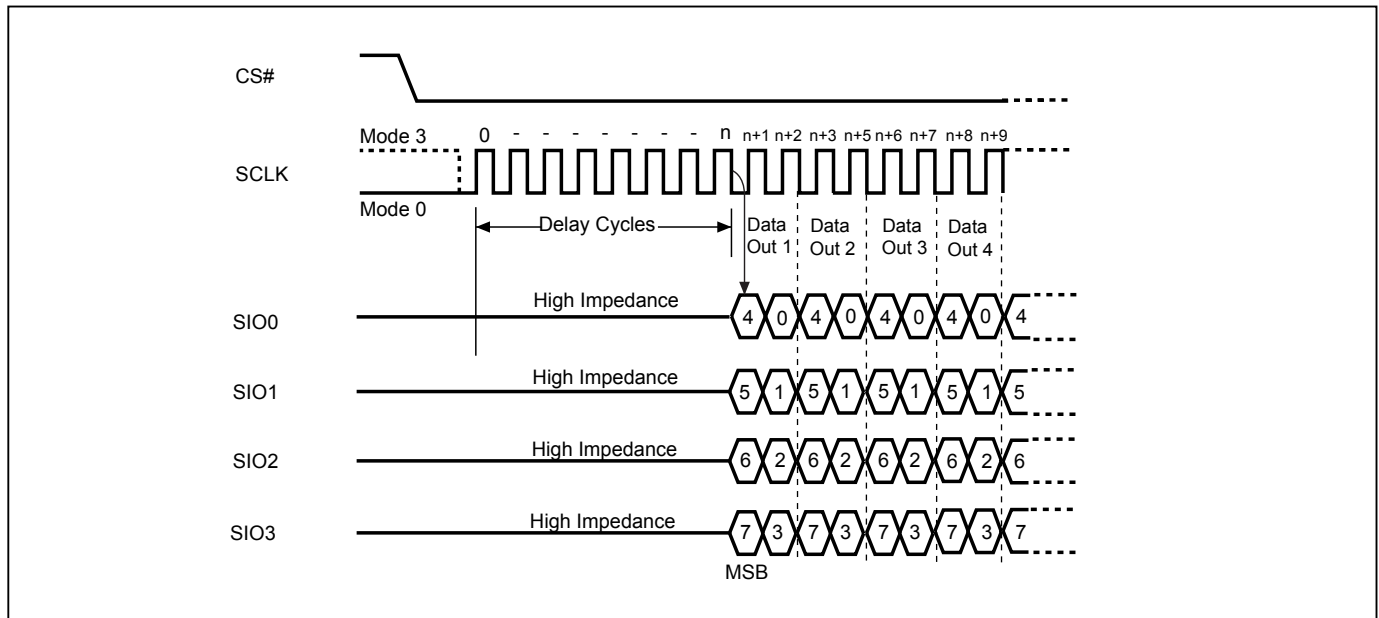 CS#
Mode 3 0 - - - - - - n n+1 n+2 n+3 n+5 n+6 n+7 n+8 n+9
SCLK
Mode 0
Delay Cycles
Data Out 1
Data Out 2
Data Out 3
Data Out 4
SIO0 High Impedance 4 0 4 0 4 0 4 0 4
SIO1 High Impedance 5 1 5 1 5 1 5 1 5
SIO2 High Impedance 6 2 6 2 6 2 6 2 6
SIO3 High Impedance 7 3 7 3 7 3 7 3 7
MSB